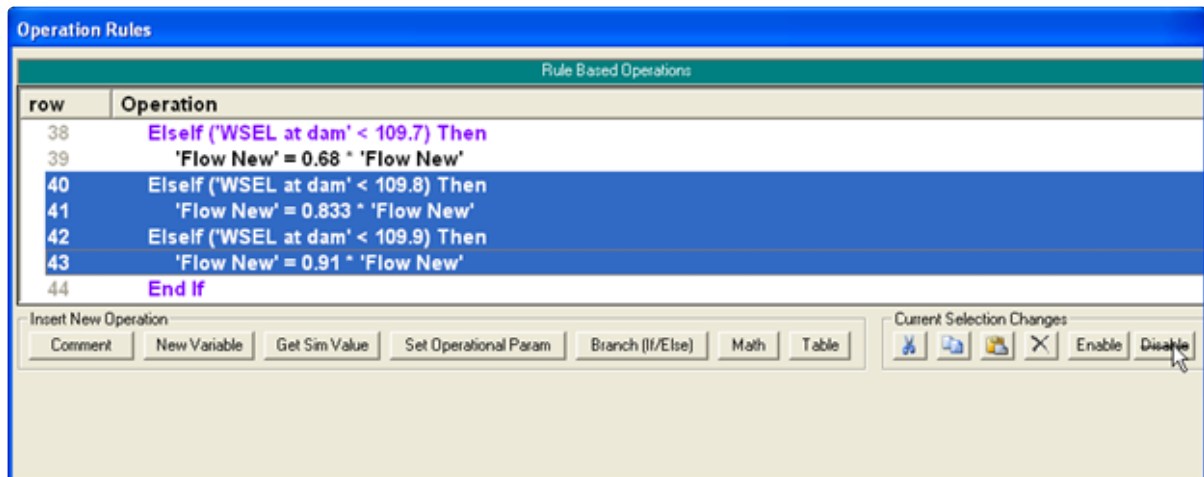 Operation Rules
Rule Based Operations
row Operation
38 ElseIf ('WSEL at dam' < 109.7) Then
39 'Flow New' = 0.68 * 'Flow New'
40 ElseIf ('WSEL at dam' < 109.8) Then
41 'Flow New' = 0.833 * 'Flow New'
42 ElseIf ('WSEL at dam' < 109.9) Then
43 'Flow New' = 0.91 * 'Flow New'
44 End If
Insert New Operation Current Selection Changes
Comment New Variable Get Sim Value Set Operational Param Branch (If/Else) Math Table Enable Disable